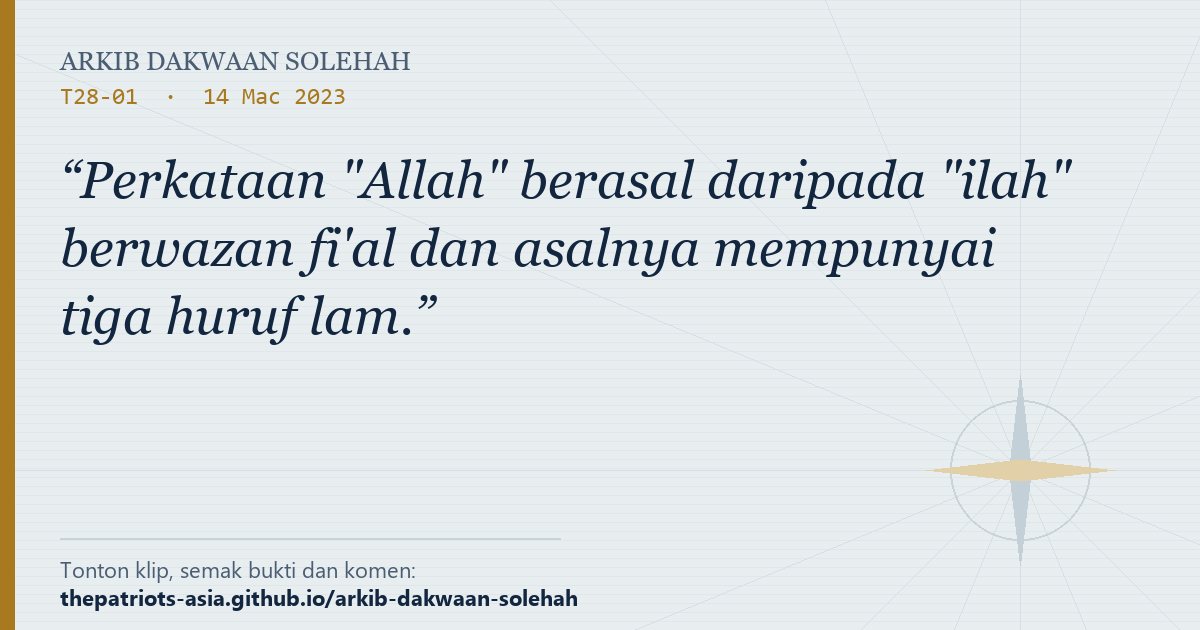 ARKIB DAKWAAN SOLEHAH
T28-01 · 14 Mac 2023
“Perkataan "Allah" berasal daripada "ilah"
berwazan fi'al dan asalnya mempunyai
tiga huruf lam.”
Tonton klip, semak bukti dan komen:
thepatriots-asia.github.io/arkib-dakwaan-solehah